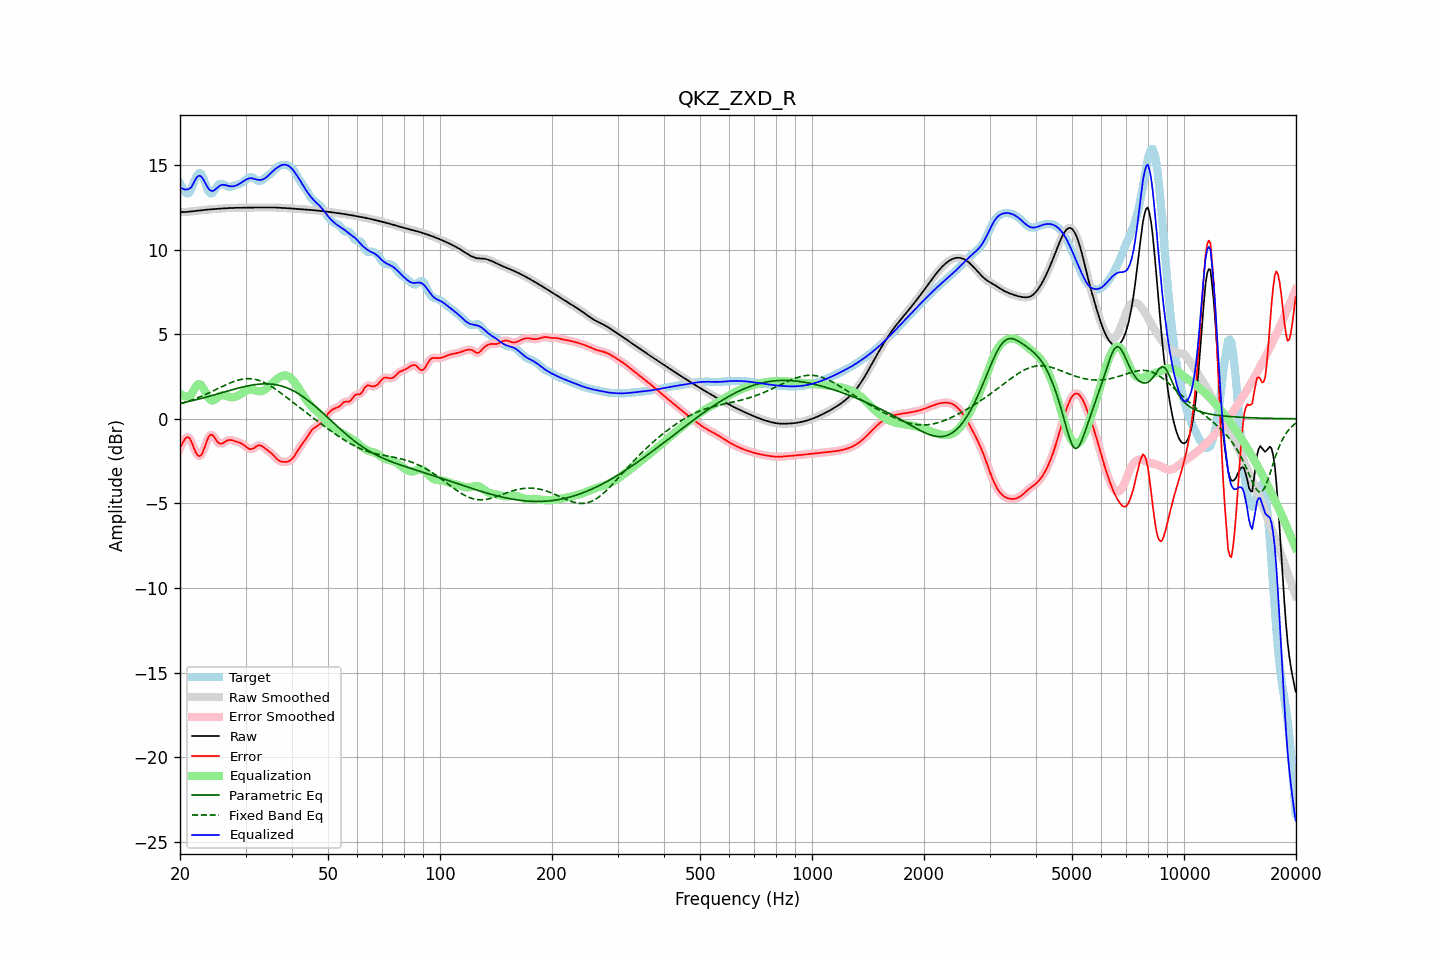 QKZ_ZXD_R
Amplitude (dBr)
15
10
5
0
−5
−10
−15
−20
−25
Target
Raw Smoothed
Error Smoothed
Raw
Error
Equalization
Parametric Eq
Fixed Band Eq
Equalized
20 50 100 200 500 1000 2000 5000 10000 20000
Frequency (Hz)